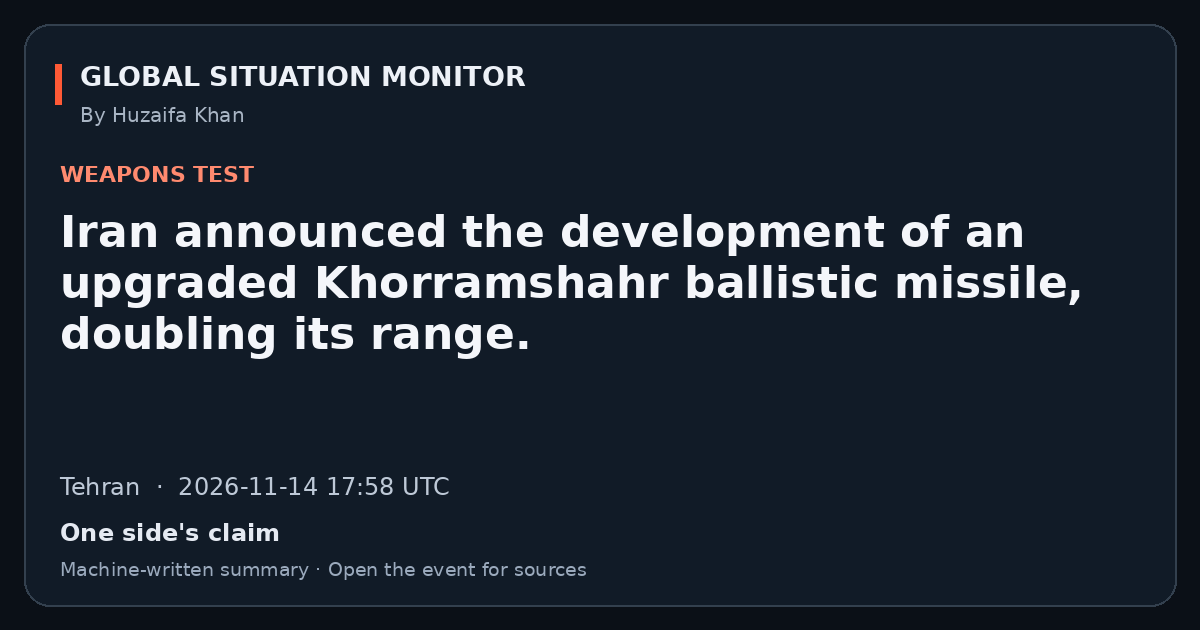 GLOBAL SITUATION MONITOR
By Huzaifa Khan
WEAPONS TEST
Iran announced the development of an
upgraded Khorramshahr ballistic missile,
doubling its range.
Tehran · 2026-11-14 17:58 UTC
One side's claim
Machine-written summary · Open the event for sources